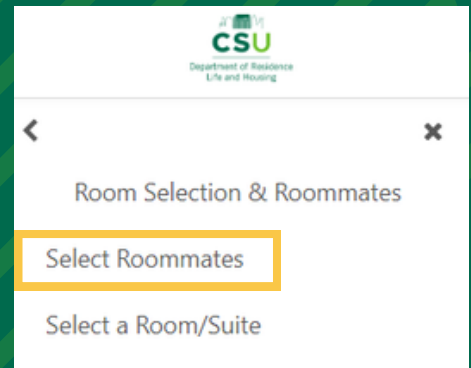 CSU
Department of Residence
Life and Housing
Room Selection & Roommates
Select Roommates
Select a Room/Suite